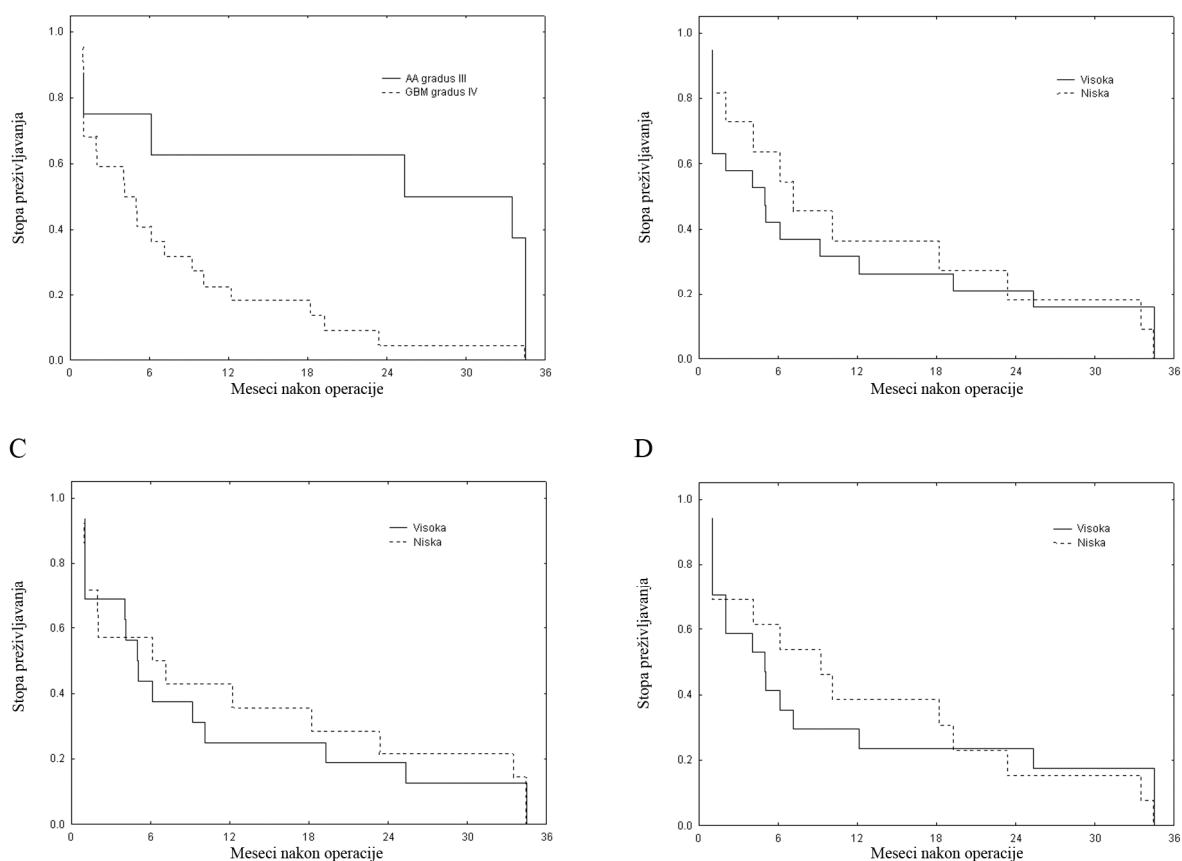 1.0
0.8
0.6
0.4
0.2
0.0
0
6
12
18
24
30
36
AA gradus III
GBM gradus IV
Stopa preživljavanja
Meseci nakon operacije
1.0
0.8
0.6
0.4
0.2
0.0
0
6
12
18
24
30
36
Visoka
Niska
Stopa preživljavanja
Meseci nakon operacije
C
1.0
0.8
0.6
0.4
0.2
0.0
0
6
12
18
24
30
36
Visoka
Niska
Stopa preživljavanja
Meseci nakon operacije
D
1.0
0.8
0.6
0.4
0.2
0.0
0
6
12
18
24
30
36
Visoka
Niska
Stopa preživljavanja
Meseci nakon operacije